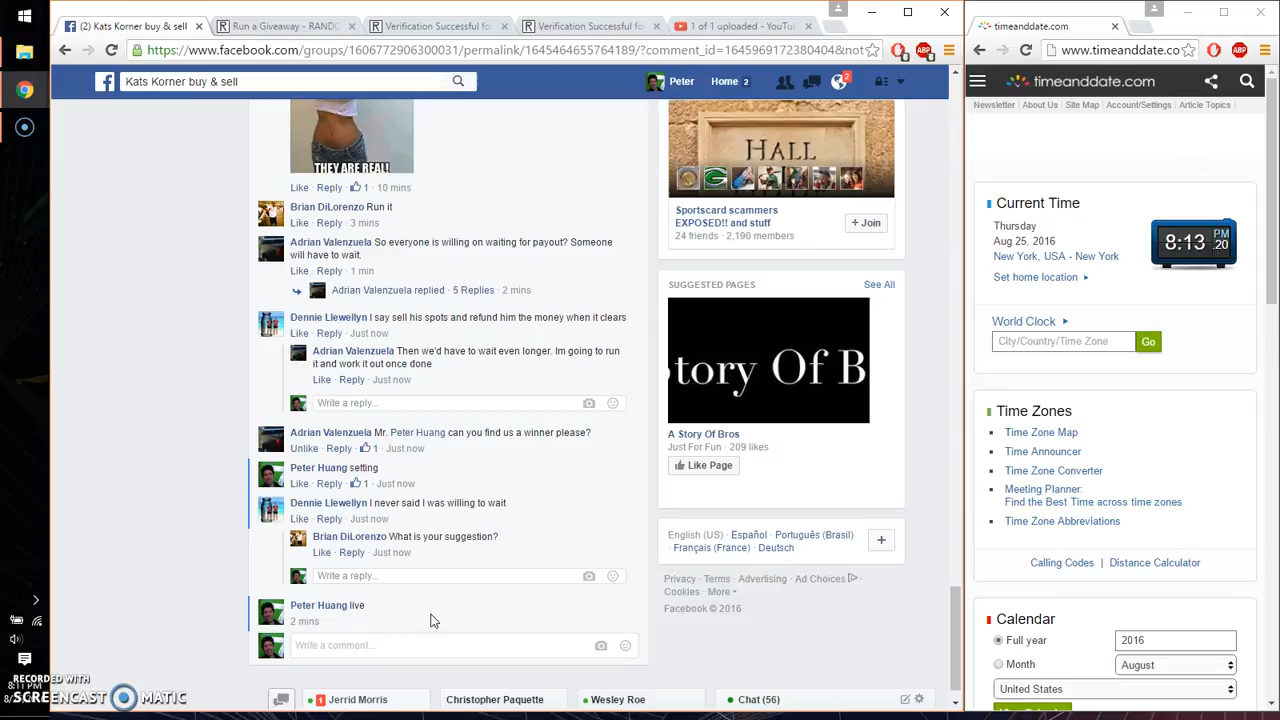 (2) Kats Korner buy & sell
Run a Giveaway - RANDO
Verification Successful fo
Verification Successful fo
1 of 1 uploaded - YouTu
timeanddate.com
https://www.facebook.com/groups/1606772906300031/permalink/1645464655764189/?comment_id=1645969172380404&not
www.timeanddate.co
Kats Korner buy & sell
Peter
Home 2
2
timeanddate.com
Newsletter
About Us
Site Map
Account/Settings
Article Topics
THEY ARE REAL!
Like · Reply · 1 · 10 mins
Brian DiLorenzo Run it
Like · Reply · 3 mins
Adrian Valenzuela So everyone is willing on waiting for payout? Someone
will have to wait.
Like · Reply · 1 min
Adrian Valenzuela replied · 5 Replies · 2 mins
Dennie Llewellyn I say sell his spots and refund him the money when it clears
Like · Reply · Just now
Adrian Valenzuela Then we'd have to wait even longer. Im going to run
it and work it out once done
Like · Reply · Just now
Write a reply...
Adrian Valenzuela Mr. Peter Huang can you find us a winner please?
Unlike · Reply · 1 · Just now
Peter Huang setting
Like · Reply · 1 · Just now
Dennie Llewellyn I never said I was willing to wait
Like · Reply · Just now
Brian DiLorenzo What is your suggestion?
Like · Reply · Just now
Write a reply...
Peter Huang live
2 mins
Write a comment...
HALL
Sportscard scammers
EXPOSED!! and stuff
24 friends · 2,190 members
+ Join
SUGGESTED PAGES
See All
tory Of B
A Story Of Bros
Just For Fun · 209 likes
Like Page
English (US) · Español · Português (Brasil) ·
Français (France) · Deutsch
Privacy · Terms · Advertising · Ad Choices ·
Cookies · More
Facebook © 2016
1 Jerrid Morris
Christopher Paquette
Wesley Roe
Chat (56)
Current Time
Thursday
Aug 25, 2016
New York, USA - New York
Set home location
8:13 PM 20
World Clock
City/Country/Time Zone
Go
Time Zones
Time Zone Map
Time Announcer
Time Zone Converter
Meeting Planner:
Find the Best Time across time zones
Time Zone Abbreviations
Calling Codes | Distance Calculator
Calendar
Full year
2016
Month
August
United States
RECORDED WITH
SCREENCAST MATIC
8:11 PM